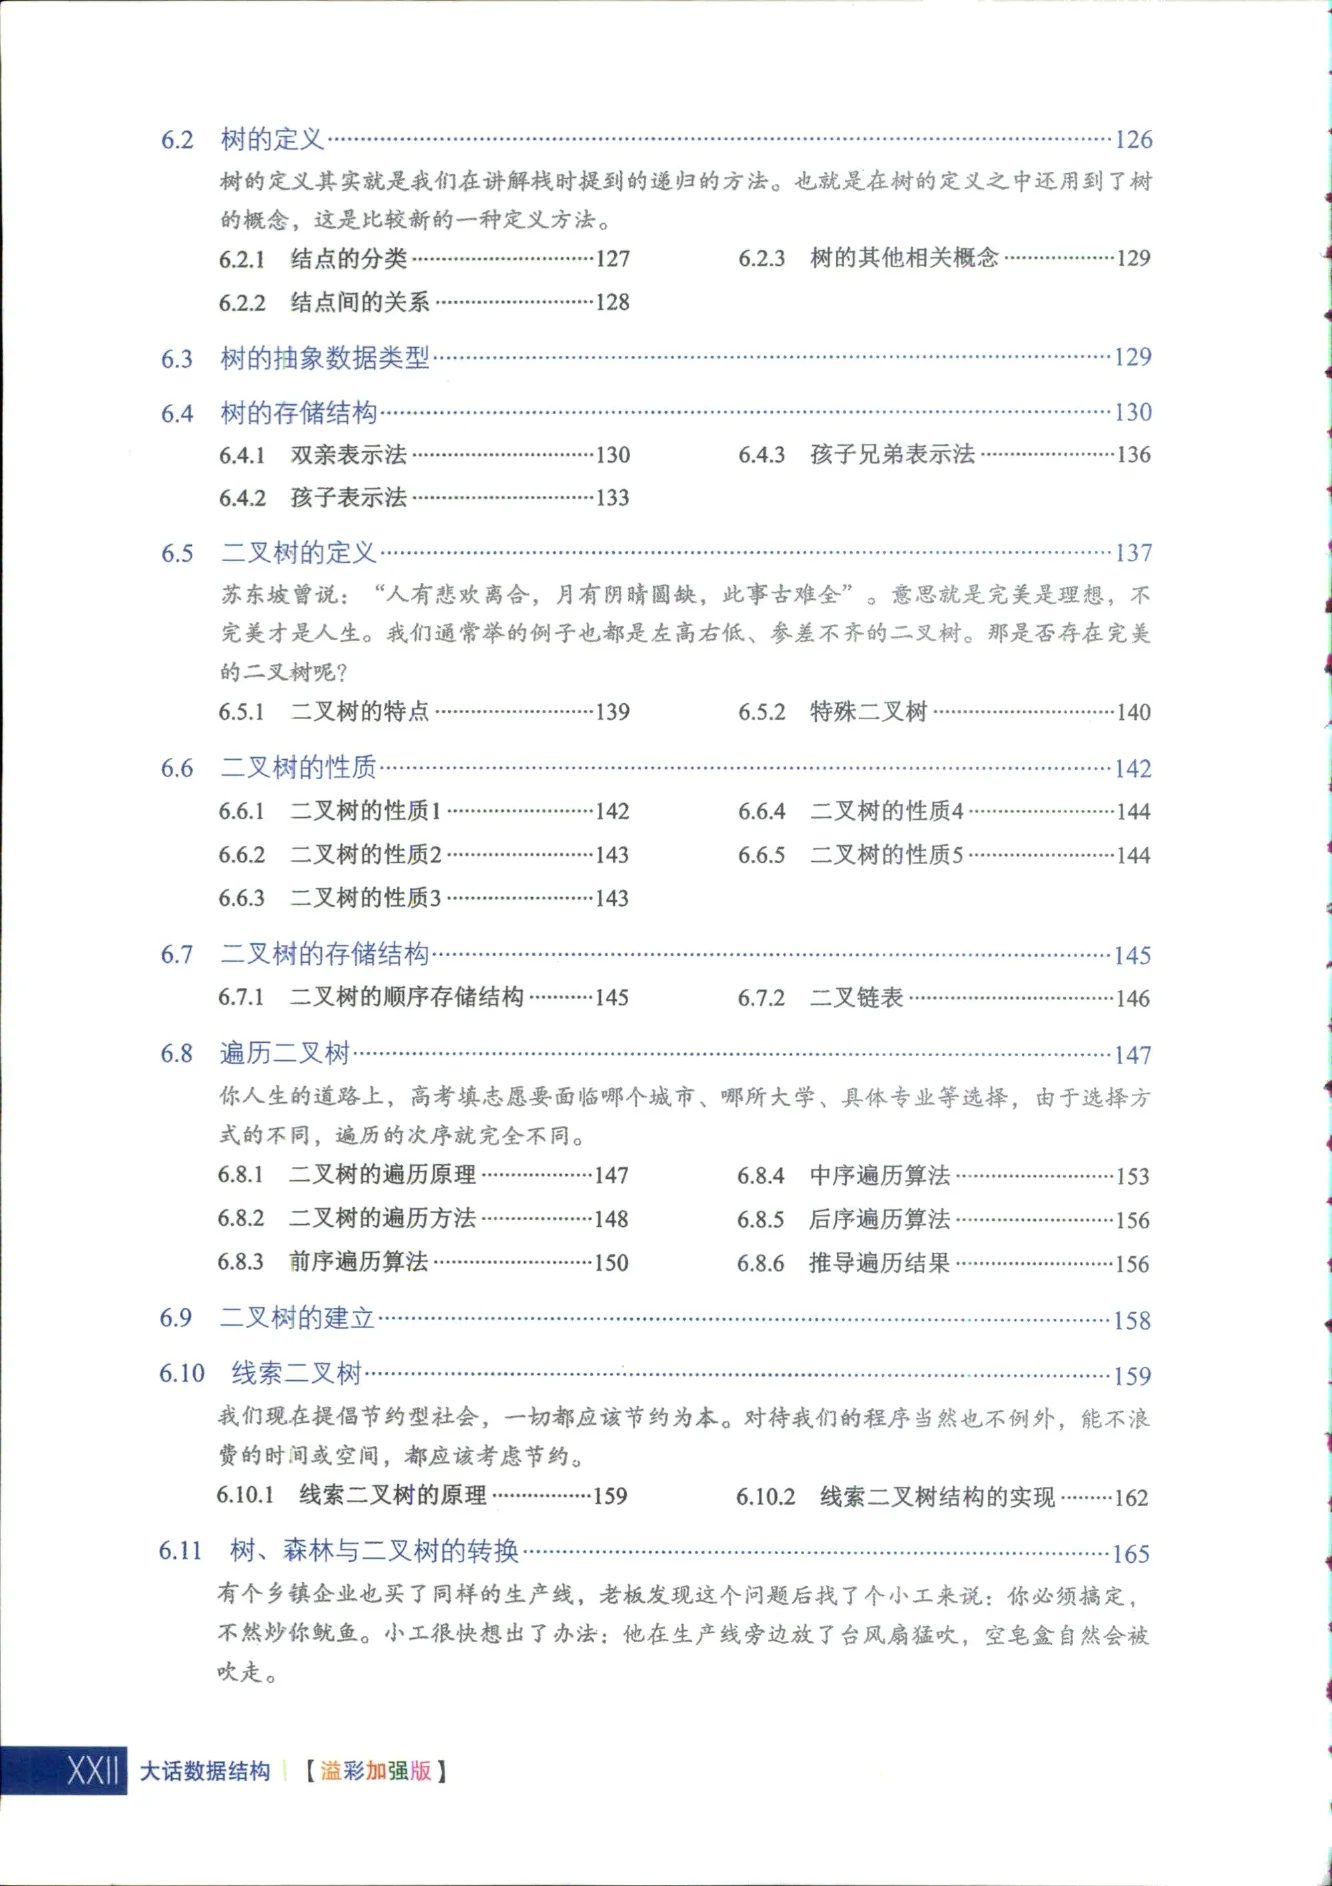 6.2 树的定义……126
树的定义其实就是我们在讲解栈时提到的递归的方法。也就是在树的定义之中还用到了树
的概念，这是比较新的一种定义方法。
6.2.1 结点的分类……127 6.2.3 树的其他相关概念……129
6.2.2 结点间的关系……128
6.3 树的抽象数据类型……129
6.4 树的存储结构……130
6.4.1 双亲表示法……130 6.4.3 孩子兄弟表示法……136
6.4.2 孩子表示法……133
6.5 二叉树的定义……137
苏东坡曾说：“人有悲欢离合，月有阴晴圆缺，此事古难全”。意思就是完美是理想，不
完美才是人生。我们通常举的例子也都是左高右低、参差不齐的二叉树。那是否存在完美
的二叉树呢？
6.5.1 二叉树的特点……139 6.5.2 特殊二叉树……140
6.6 二叉树的性质……142
6.6.1 二叉树的性质1……142 6.6.4 二叉树的性质4……144
6.6.2 二叉树的性质2……143 6.6.5 二叉树的性质5……144
6.6.3 二叉树的性质3……143
6.7 二叉树的存储结构……145
6.7.1 二叉树的顺序存储结构……145 6.7.2 二叉链表……146
6.8 遍历二叉树……147
你人生的道路上，高考填志愿要面临哪个城市、哪所大学、具体专业等选择，由于选择方
式的不同，遍历的次序就完全不同。
6.8.1 二叉树的遍历原理……147 6.8.4 中序遍历算法……153
6.8.2 二叉树的遍历方法……148 6.8.5 后序遍历算法……156
6.8.3 前序遍历算法……150 6.8.6 推导遍历结果……156
6.9 二叉树的建立……158
6.10 线索二叉树……159
我们现在提倡节约型社会，一切都应该节约为本。对待我们的程序当然也不例外，能不浪
费的时间或空间，都应该考虑节约。
6.10.1 线索二叉树的原理……159 6.10.2 线索二叉树结构的实现……162
6.11 树、森林与二叉树的转换……165
有个乡镇企业也买了同样的生产线，老板发现这个问题后找了个小工来说：你必须搞定，
不然炒你鱿鱼。小工很快想出了办法：他在生产线旁边放了台风扇猛吹，空皂盒自然会被
吹走。
XXII 大话数据结构 | 【溢彩加强版】